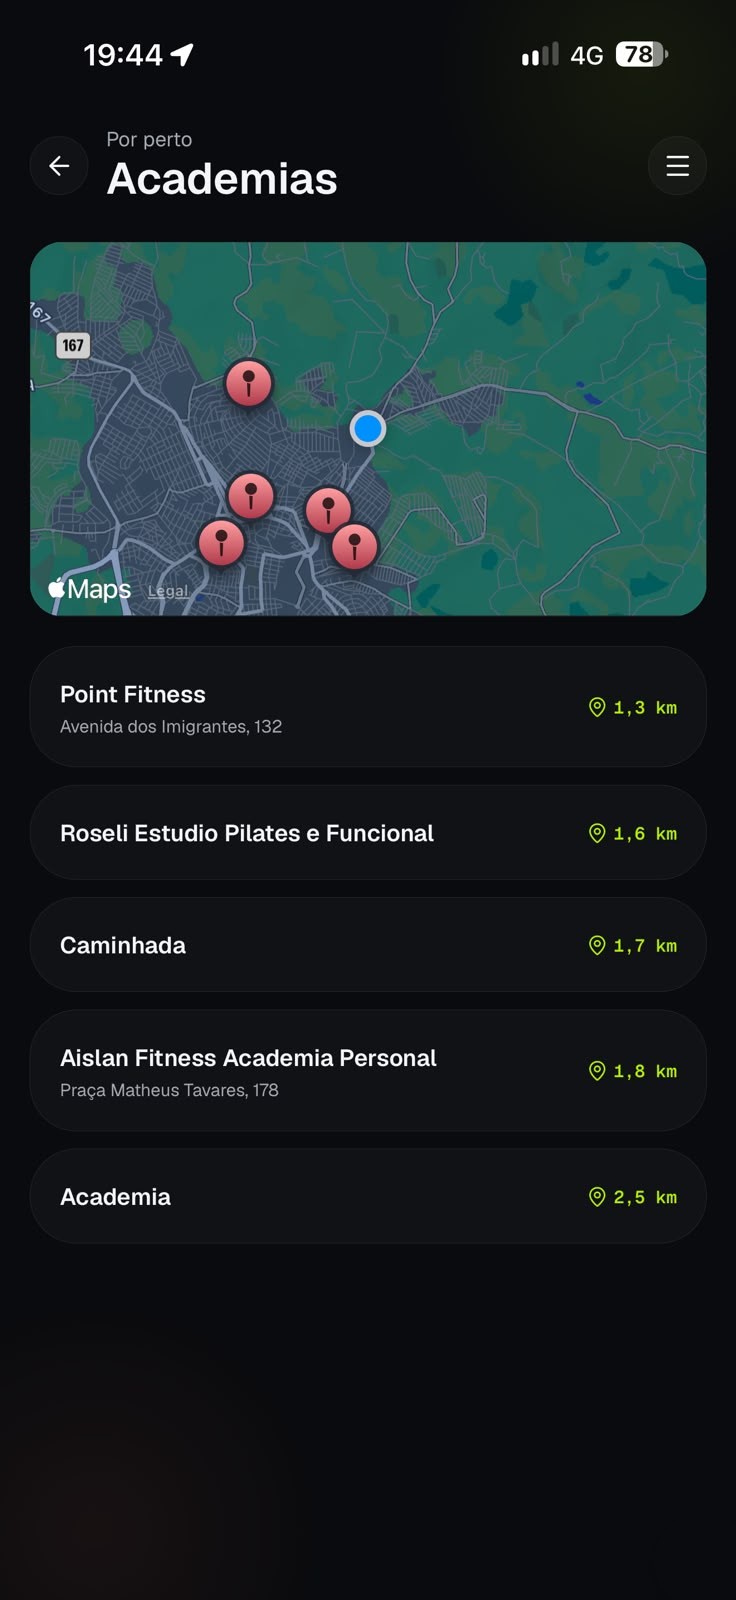 19:44
4G
78
Por perto
Academias
167
167
Maps
Legal
Point Fitness
Avenida dos Imigrantes, 132
1,3 km
Roseli Estudio Pilates e Funcional
1,6 km
Caminhada
1,7 km
Aislan Fitness Academia Personal
Praça Matheus Tavares, 178
1,8 km
Academia
2,5 km